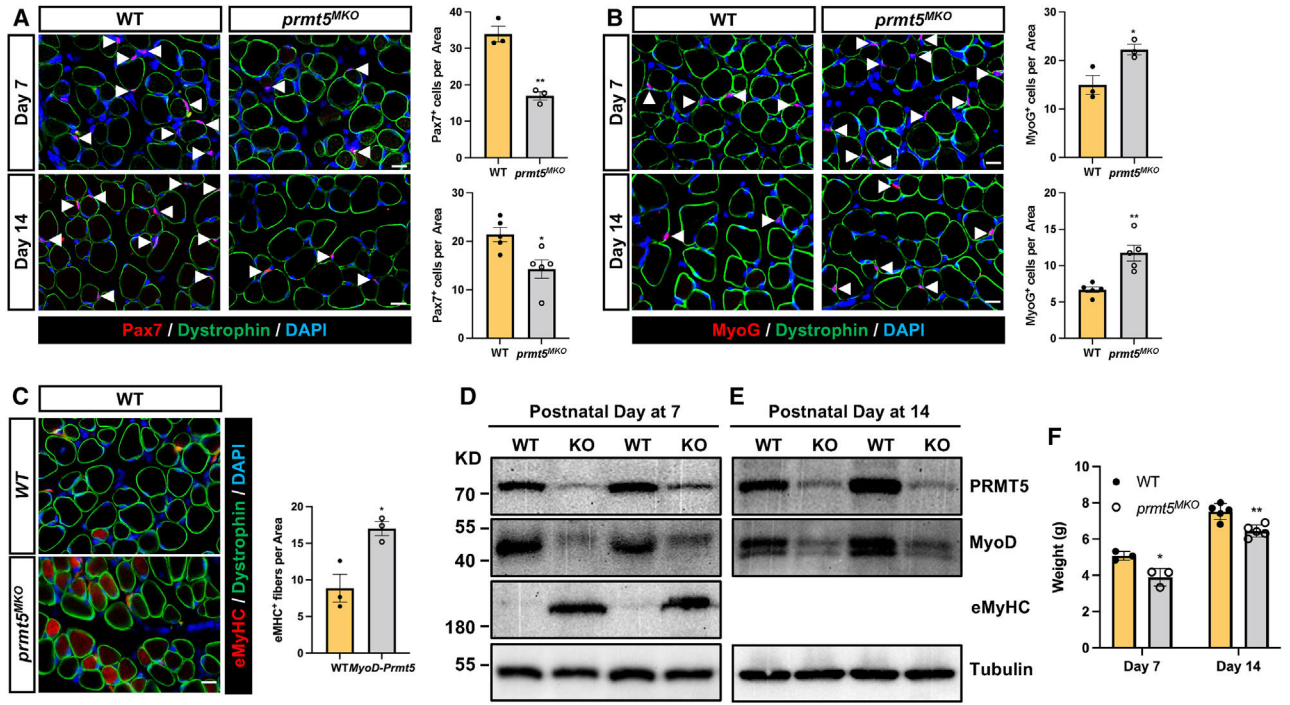 A
WT
prmt5MKO
Day 7
Day 14
Pax7 / Dystrophin / DAPI
Pax7+ cells per Area
40
30
20
10
0
**
WT
prmt5MKO
Pax7+ cells per Area
30
20
10
0
*
WT
prmt5MKO
B
WT
prmt5MKO
Day 7
Day 14
MyoG / Dystrophin / DAPI
MyoG+ cells per Area
30
20
10
0
*
WT
prmt5MKO
MyoG+ cells per Area
20
15
10
5
0
**
WT
prmt5MKO
C
WT
WT
prmt5MKO
eMyHC / Dystrophin / DAPI
eMHC+ fibers per Area
20
15
10
5
0
*
WT
MyoD-Prmt5
D
Postnatal Day at 7
WT KO WT KO
KD
70
55
40
180
55
E
Postnatal Day at 14
WT KO WT KO
PRMT5
MyoD
eMyHC
Tubulin
F
Weight (g)
10
8
6
4
2
0
WT
prmt5MKO
*
**
Day 7
Day 14